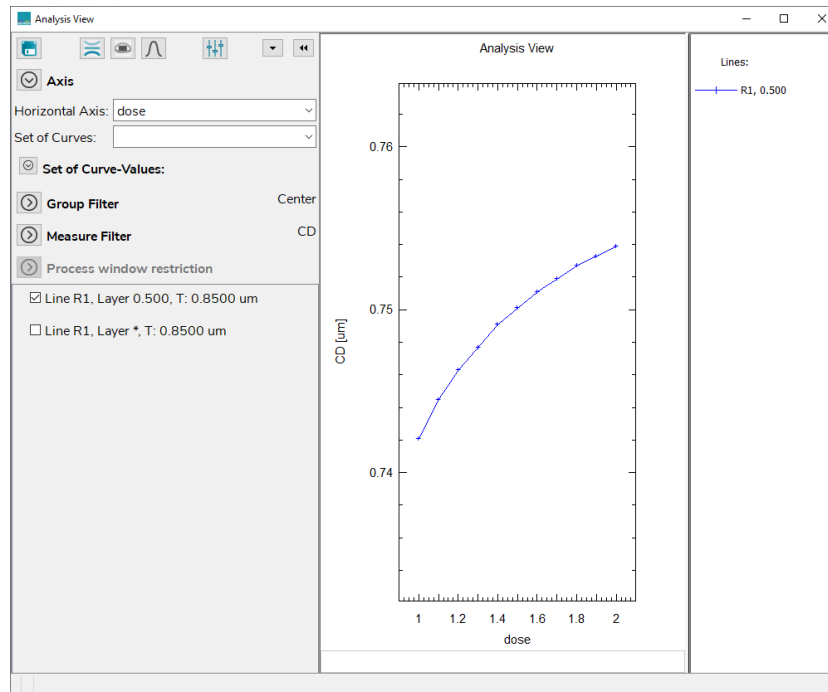 Analysis View
Axis
Horizontal Axis: dose
Set of Curves:
Set of Curve-Values:
Group Filter Center
Measure Filter CD
Process window restriction
Line R1, Layer 0.500, T: 0.8500 um
Line R1, Layer *, T: 0.8500 um
Analysis View
0.76
0.75
0.74
CD [um]
1 1.2 1.4 1.6 1.8 2
dose
Lines:
R1, 0.500